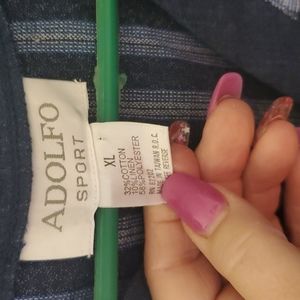 ADOLFO
SPORT
XL
32% COTTON
10% LINEN
58% POLYESTER
MADE IN TAIWAN R.O.C.